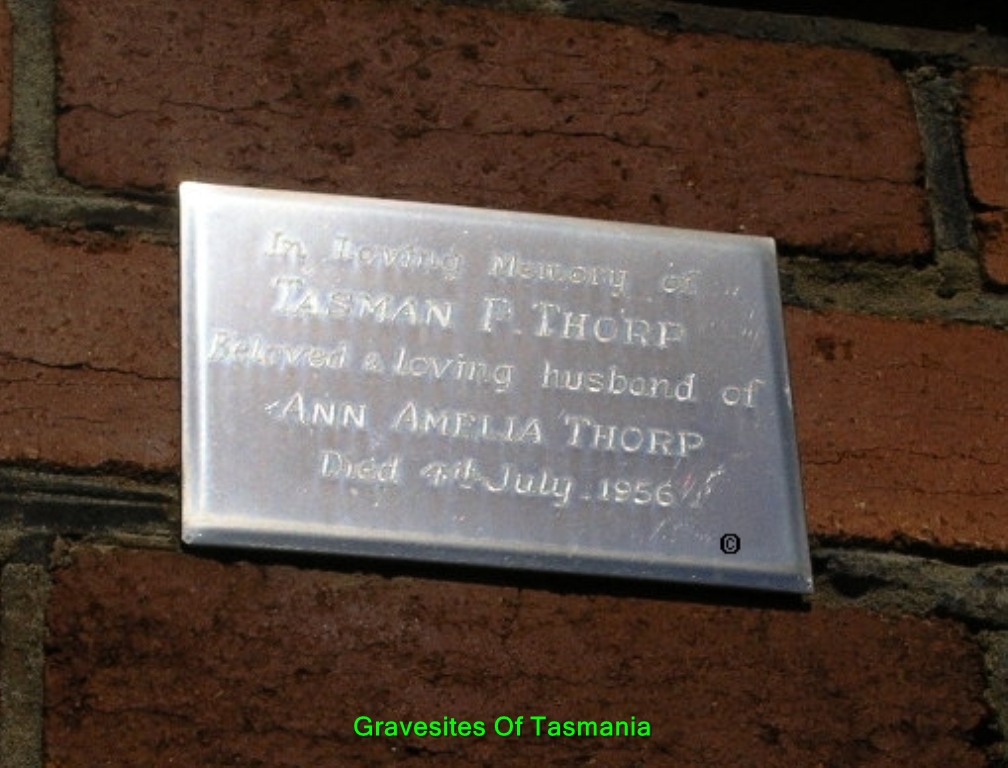 In Loving Memory of
TASMAN P. THORP
Beloved & loving husband of
ANN AMELIA THORP
Died 4th July 1956
©
Gravesites Of Tasmania